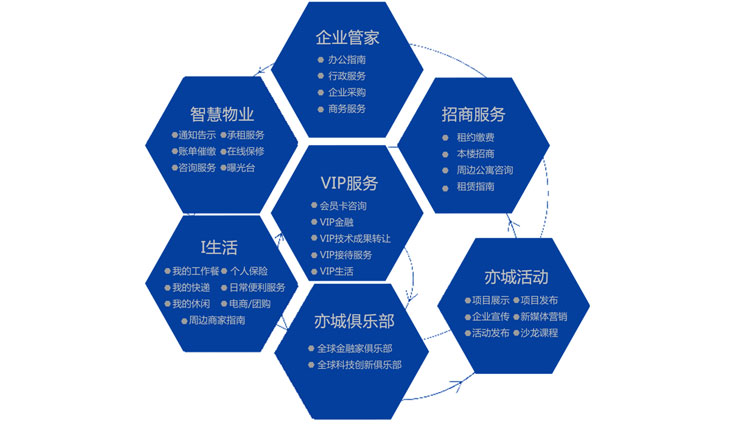 企业管家
办公指南
行政服务
企业采购
商务服务
智慧物业
通知告示 承租服务
账单催缴 在线保修
咨询服务 曝光台
招商服务
租约缴费
本楼招商
周边公寓咨询
租赁指南
VIP服务
会员卡咨询
VIP金融
VIP技术成果转让
VIP接待服务
VIP生活
I生活
我的工作餐 个人保险
我的快递 日常便利服务
我的休闲 电商/团购
周边商家指南
亦城活动
项目展示 项目发布
企业宣传 新媒体营销
活动发布 沙龙课程
亦城俱乐部
全球金融家俱乐部
全球科技创新俱乐部